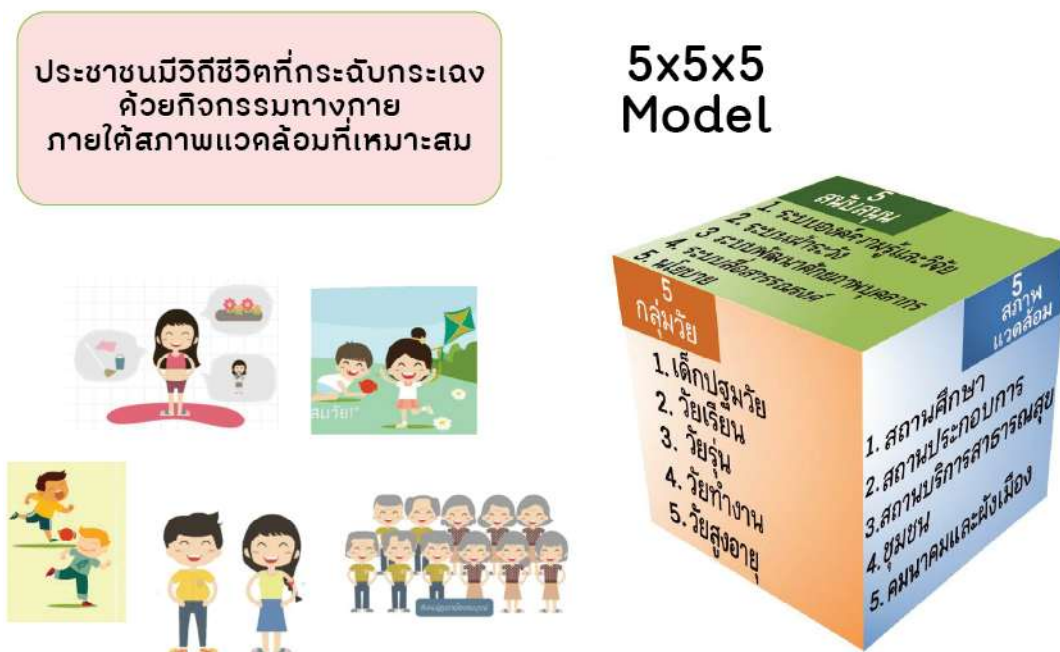 ประชาชนมีวิถีชีวิตที่กระฉับกระเฉง
ด้วยกิจกรรมทางกาย
ภายใต้สภาพแวดล้อมที่เหมาะสม
5x5x5
Model
5
สนับสนุน
1. ระบบองค์ความรู้และวิจัย
2. ระบบเฝ้าระวัง
3 ระบบพัฒนาศักยภาพบุคลากร
4. ระบบสื่อสารรณรงค์
5. นโยบาย
5
กลุ่มวัย
1. เด็กปฐมวัย
2. วัยเรียน
3. วัยรุ่น
4. วัยทำงาน
5. วัยสูงอายุ
5
สภาพ
แวดล้อม
1. สถานศึกษา
2. สถานประกอบการ
3.สถานบริการสาธารณสุข
4. ชุมชน
5. คมนาคมและผังเมือง
สมวัย!"